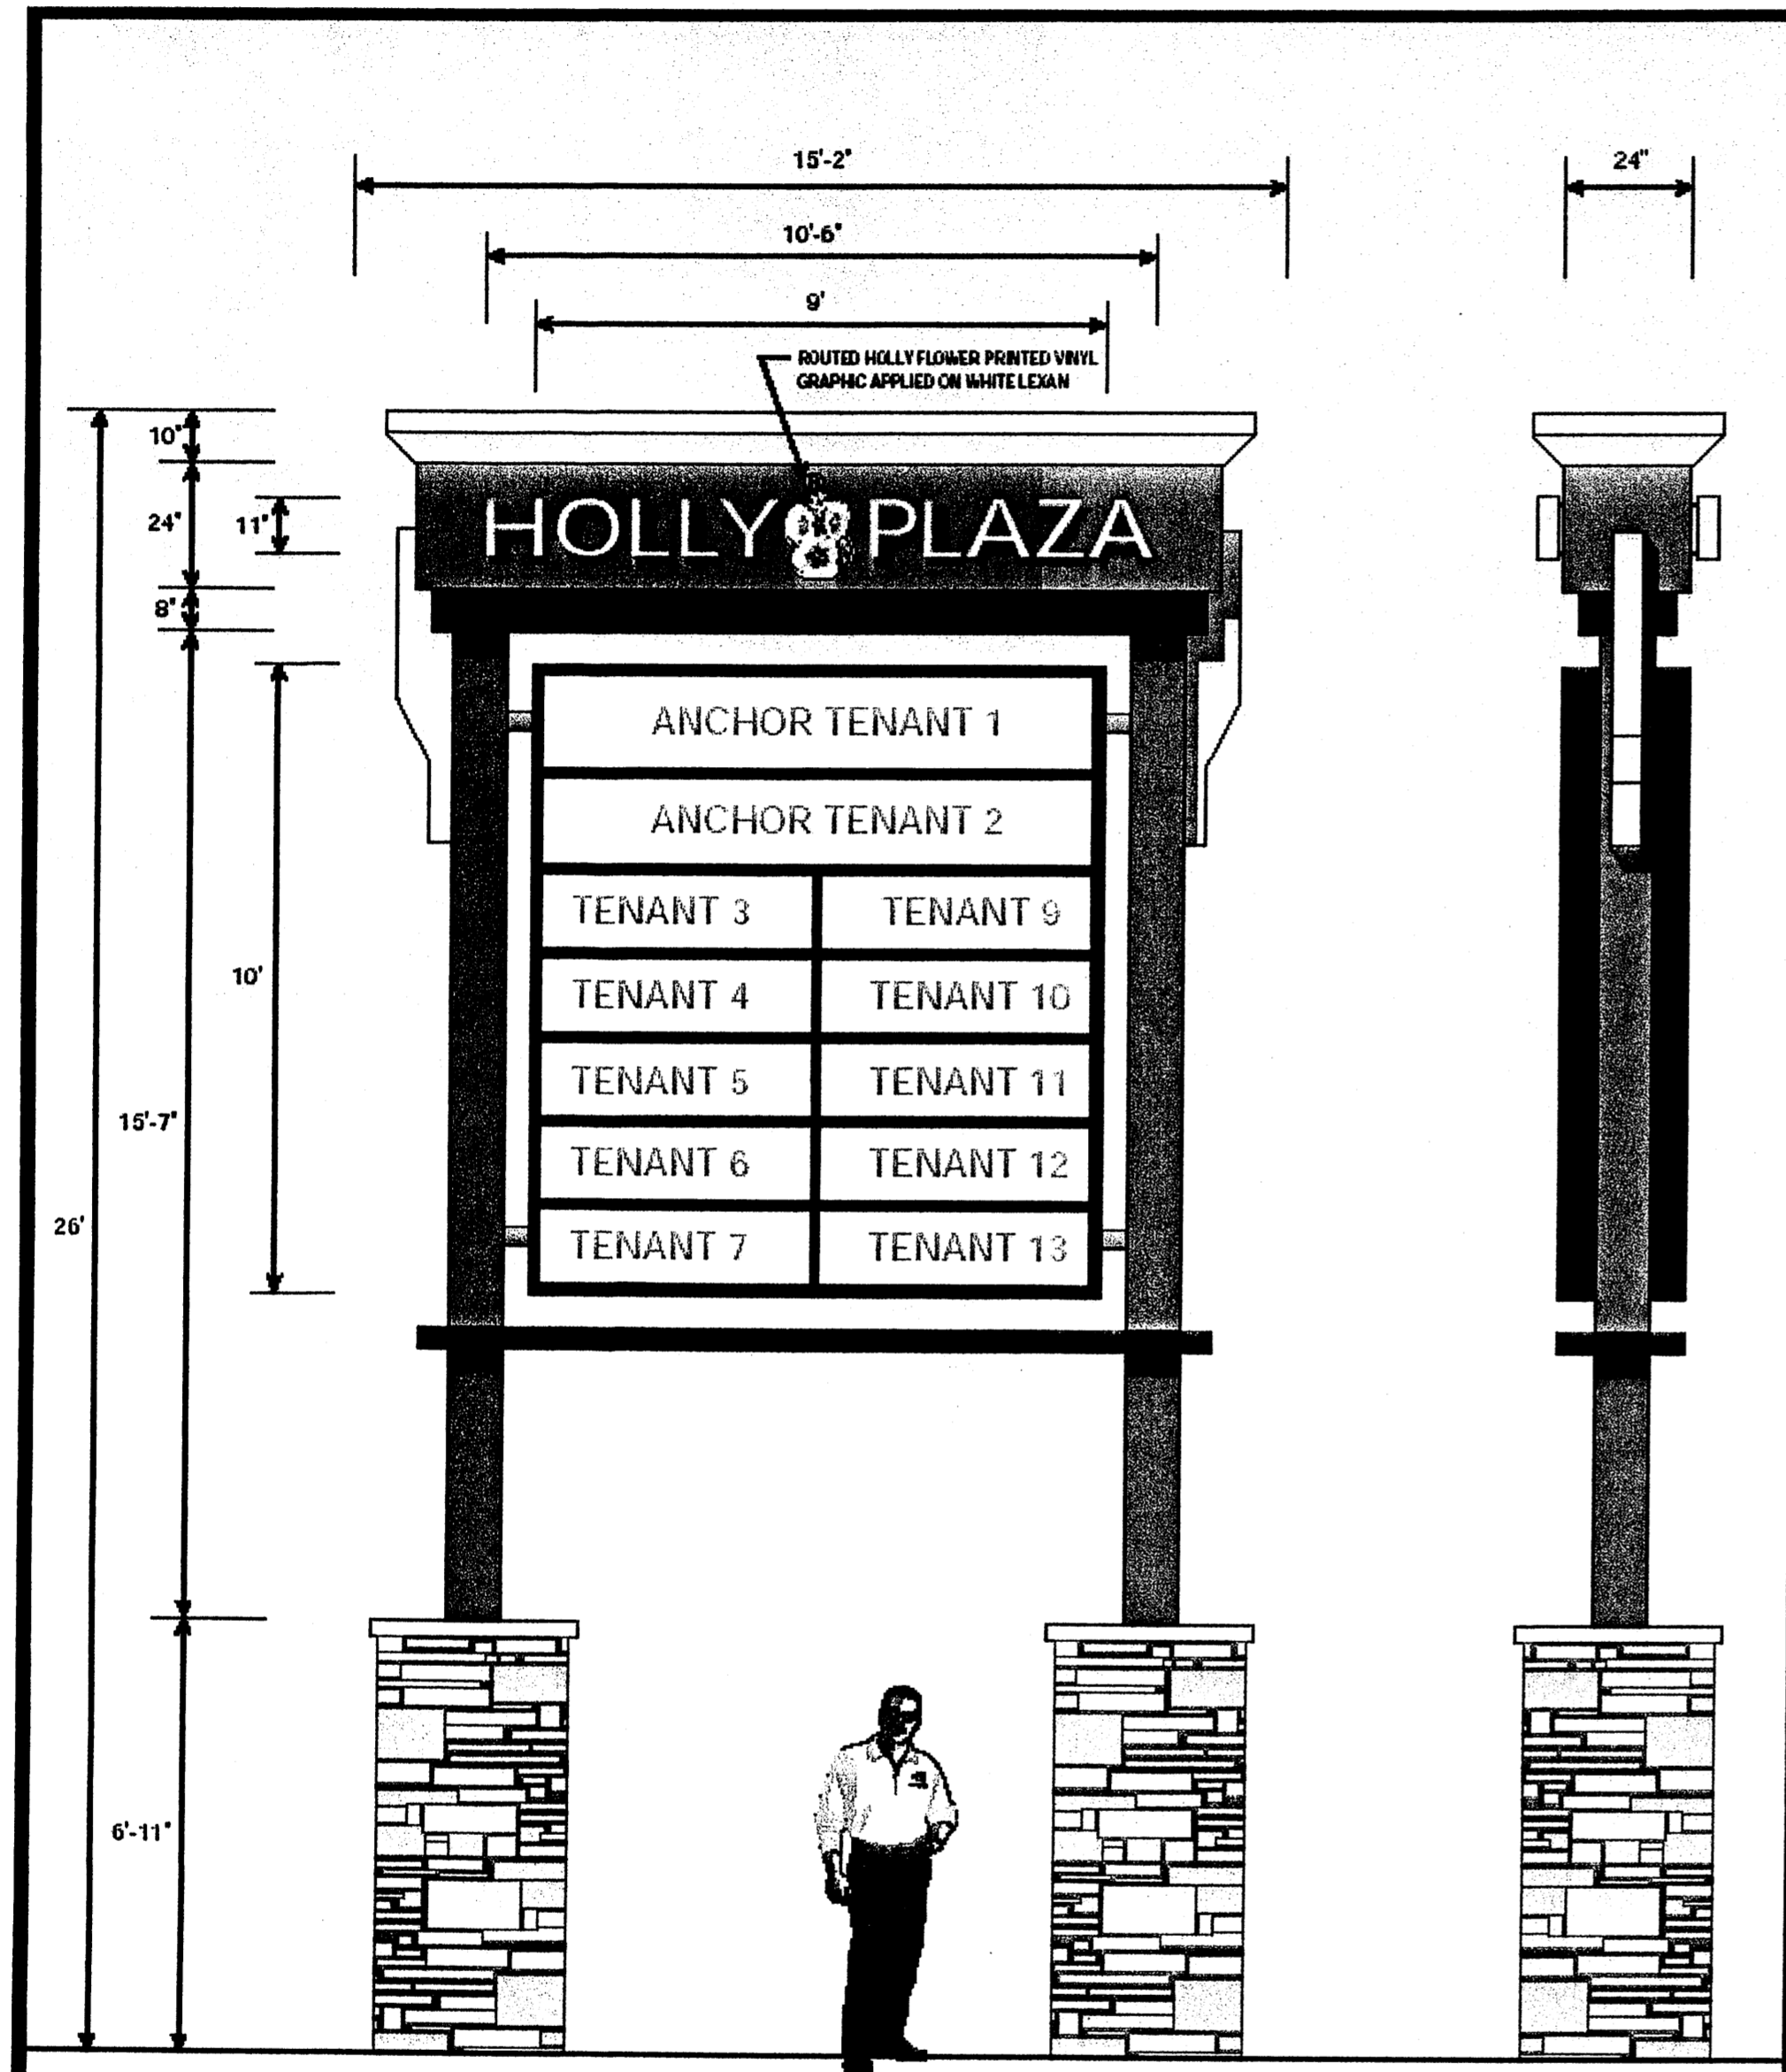 15'-2"
24"
10'-6"
9'
ROUTED HOLLY FLOWER PRINTED VINYL
GRAPHIC APPLIED ON WHITE LEXAN
10"
24"
11"
8"
HOLLY PLAZA
ANCHOR TENANT 1
ANCHOR TENANT 2
TENANT 3 TENANT 9
TENANT 4 TENANT 10
TENANT 5 TENANT 11
TENANT 6 TENANT 12
TENANT 7 TENANT 13
10'
15'-7"
26'
6'-11"